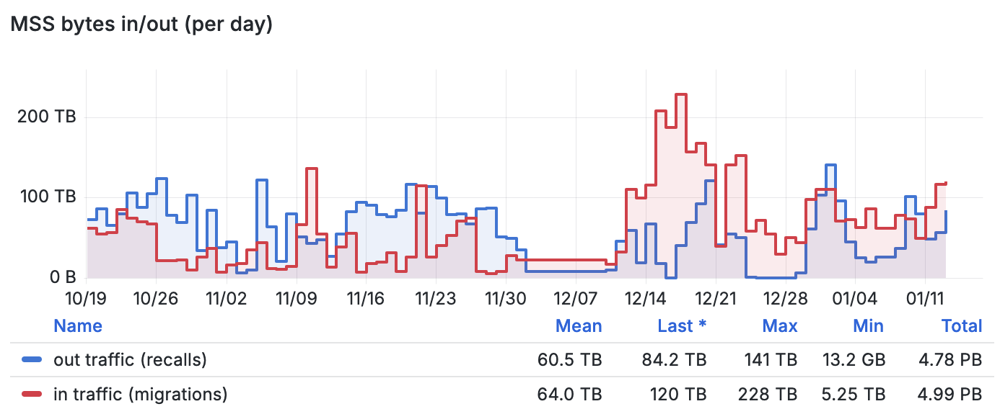 MSS bytes in/out (per day)
200 TB
100 TB
0 B
10/19 10/26 11/02 11/09 11/16 11/23 11/30 12/07 12/14 12/21 12/28 01/04 01/11
Name Mean Last * Max Min Total
out traffic (recalls) 60.5 TB 84.2 TB 141 TB 13.2 GB 4.78 PB
in traffic (migrations) 64.0 TB 120 TB 228 TB 5.25 TB 4.99 PB